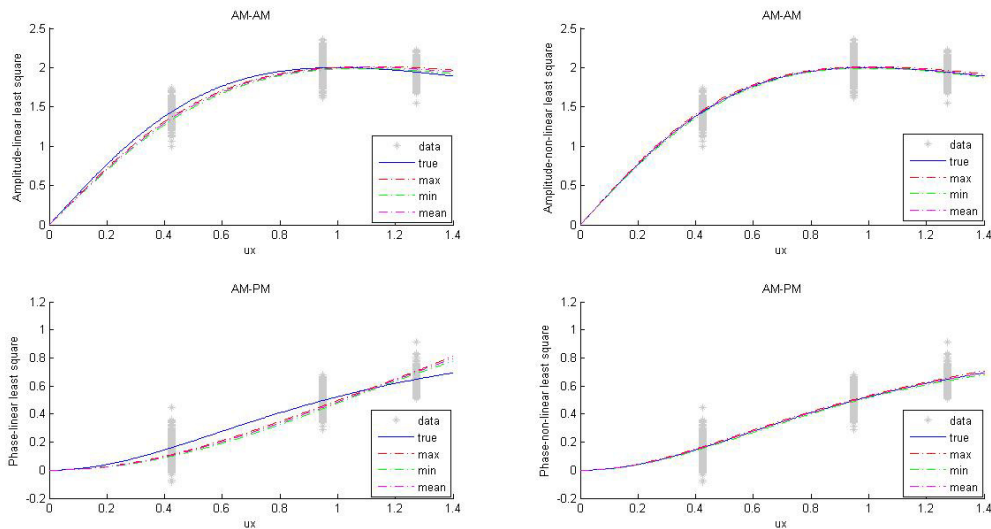 AM-AM
Amplitude-linear least square
2.5
2
1.5
1
0.5
0
0
0.2
0.4
0.6
0.8
1
1.2
1.4
ux
data
true
max
min
mean
AM-AM
Amplitude-non-linear least square
2.5
2
1.5
1
0.5
0
0
0.2
0.4
0.6
0.8
1
1.2
1.4
ux
data
true
max
min
mean
AM-PM
Phase-linear least square
1.2
1
0.8
0.6
0.4
0.2
0
-0.2
0
0.2
0.4
0.6
0.8
1
1.2
1.4
ux
data
true
max
min
mean
AM-PM
Phase-non-linear least square
1.2
1
0.8
0.6
0.4
0.2
0
-0.2
0
0.2
0.4
0.6
0.8
1
1.2
1.4
ux
data
true
max
min
mean